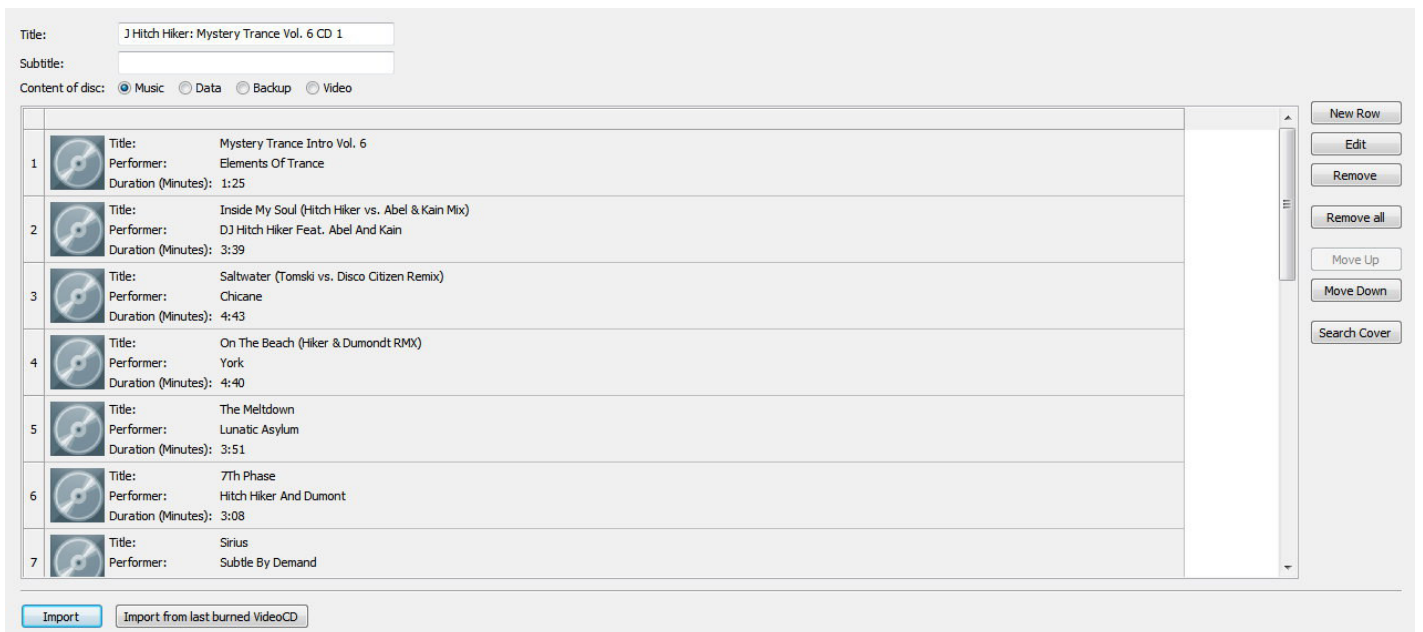 Title: J Hitch Hiker: Mystery Trance Vol. 6 CD 1
Subtitle:
Content of disc: Music Data Backup Video
New Row
Edit
Remove
Remove all
Move Up
Move Down
Search Cover
1
Title: Mystery Trance Intro Vol. 6
Performer: Elements Of Trance
Duration (Minutes): 1:25
2
Title: Inside My Soul (Hitch Hiker vs. Abel & Kain Mix)
Performer: DJ Hitch Hiker Feat. Abel And Kain
Duration (Minutes): 3:39
3
Title: Saltwater (Tomski vs. Disco Citizen Remix)
Performer: Chicane
Duration (Minutes): 4:43
4
Title: On The Beach (Hiker & Dumondt RMX)
Performer: York
Duration (Minutes): 4:40
5
Title: The Meltdown
Performer: Lunatic Asylum
Duration (Minutes): 3:51
6
Title: 7Th Phase
Performer: Hitch Hiker And Dumont
Duration (Minutes): 3:08
7
Title: Sirius
Performer: Subtle By Demand
Import
Import from last burned VideoCD